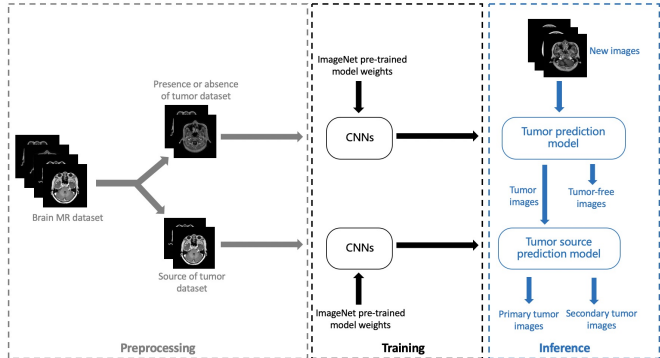 New images
ImageNet pre-trained
model weights
Presence or absence
of tumor dataset
CNNs
Tumor prediction
model
Brain MR dataset
Tumor
images
Tumor-free
images
CNNs
Tumor source
prediction model
Source of tumor
dataset
ImageNet pre-trained
model weights
Primary tumor
images
Secondary tumor
images
Preprocessing
Training
Inference